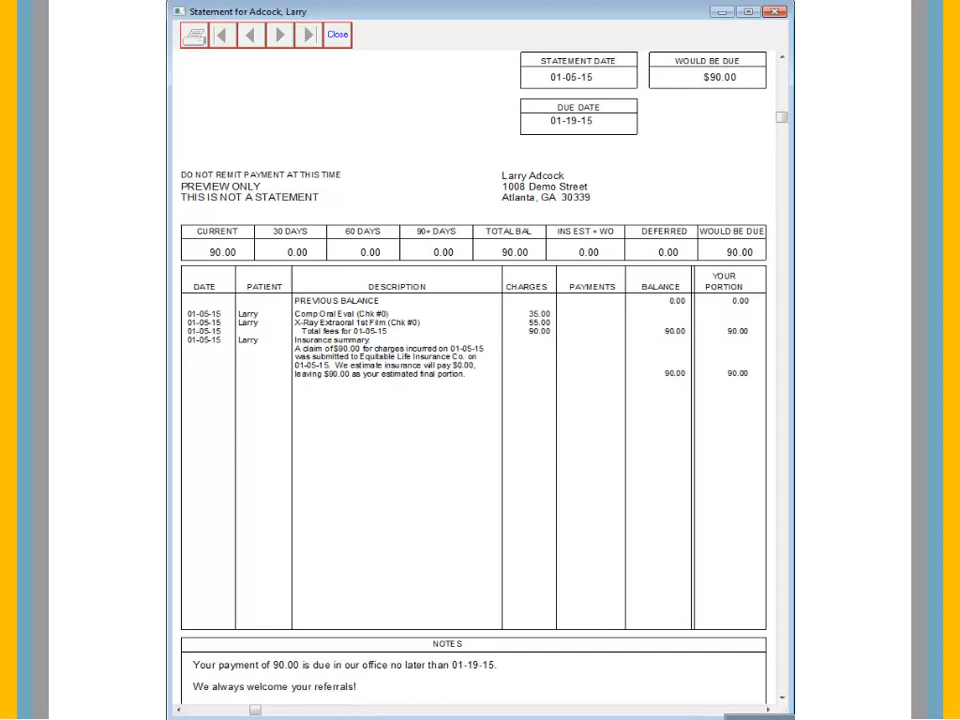 Statement for Adcock, Larry
Close
STATEMENT DATE
01-05-15
WOULD BE DUE
$90.00
DUE DATE
01-19-15
DO NOT REMIT PAYMENT AT THIS TIME
PREVIEW ONLY
THIS IS NOT A STATEMENT
Larry Adcock
1008 Demo Street
Atlanta, GA 30339
CURRENT 30 DAYS 60 DAYS 90+ DAYS TOTAL BAL INS EST + WO DEFERRED WOULD BE DUE
90.00 0.00 0.00 0.00 90.00 0.00 0.00 90.00
DATE PATIENT DESCRIPTION CHARGES PAYMENTS BALANCE YOUR PORTION
PREVIOUS BALANCE 0.00 0.00
01-05-15 Larry Comp Oral Eval (Chk #0) 35.00
01-05-15 Larry X-Ray Extraoral 1st Film (Chk #0) 55.00
01-05-15 Total fees for 01-05-15 90.00 90.00 90.00
01-05-15 Larry Insurance summary:
A claim of $90.00 for charges incurred on 01-05-15
was submitted to Equitable Life Insurance Co. on
01-05-15. We estimate insurance will pay $0.00,
leaving $90.00 as your estimated final portion. 90.00 90.00
NOTES
Your payment of 90.00 is due in our office no later than 01-19-15.
We always welcome your referrals!